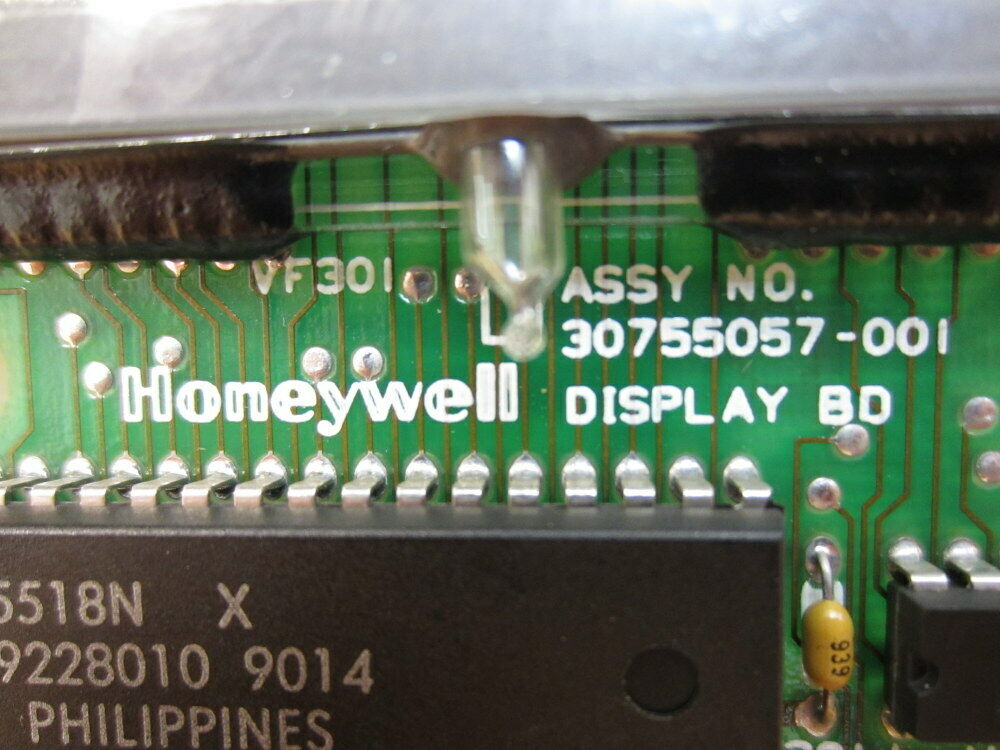 VF301
ASSY NO.
30755057-001
Honeywell
DISPLAY BD
5518N X
9228010 9014
PHILIPPINES
939